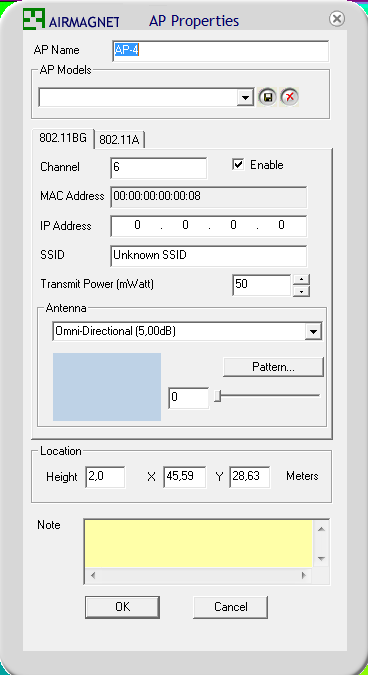 AIRMAGNET AP Properties
AP Name AP-4
AP Models
802.11BG 802.11A
Channel 6 Enable
MAC Address 00:00:00:00:00:08
IP Address 0 . 0 . 0 . 0
SSID Unknown SSID
Transmit Power (mWatt) 50
Antenna
Omni-Directional (5,00dB)
Pattern...
0
Location
Height 2,0 X 45,59 Y 28,63 Meters
Note
OK Cancel